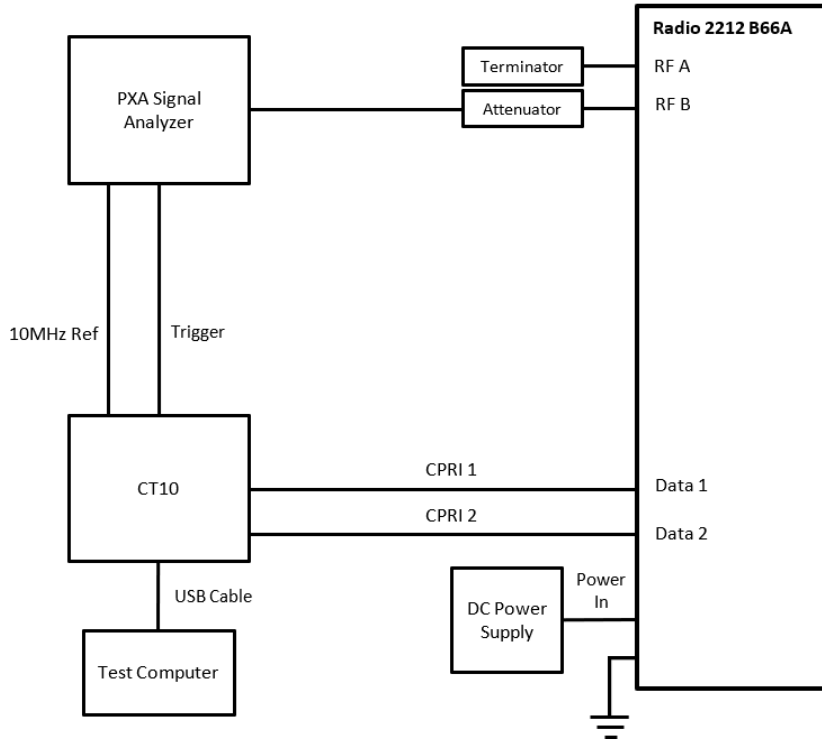 Radio 2212 B66A
Terminator
RF A
PXA Signal
Analyzer
Attenuator
RF B
10MHz Ref
Trigger
CT10
CPRI 1
Data 1
CPRI 2
Data 2
USB Cable
DC Power
Supply
Power
In
Test Computer